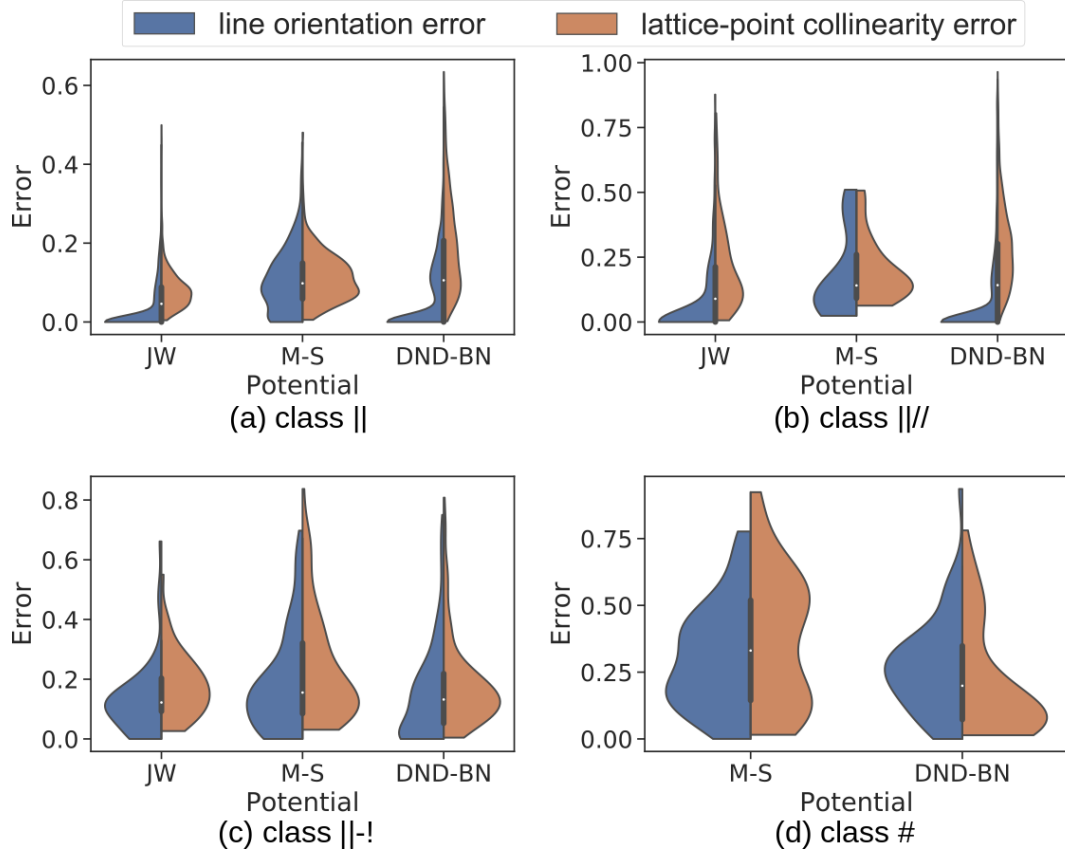 line orientation error
lattice-point collinearity error
0.6
0.4
0.2
0.0
Error
JW
M-S
DND-BN
Potential
(a) class ||
1.00
0.75
0.50
0.25
0.00
Error
JW
M-S
DND-BN
Potential
(b) class ||//
0.8
0.6
0.4
0.2
0.0
Error
JW
M-S
DND-BN
Potential
(c) class ||-!
0.75
0.50
0.25
0.00
Error
M-S
DND-BN
Potential
(d) class #